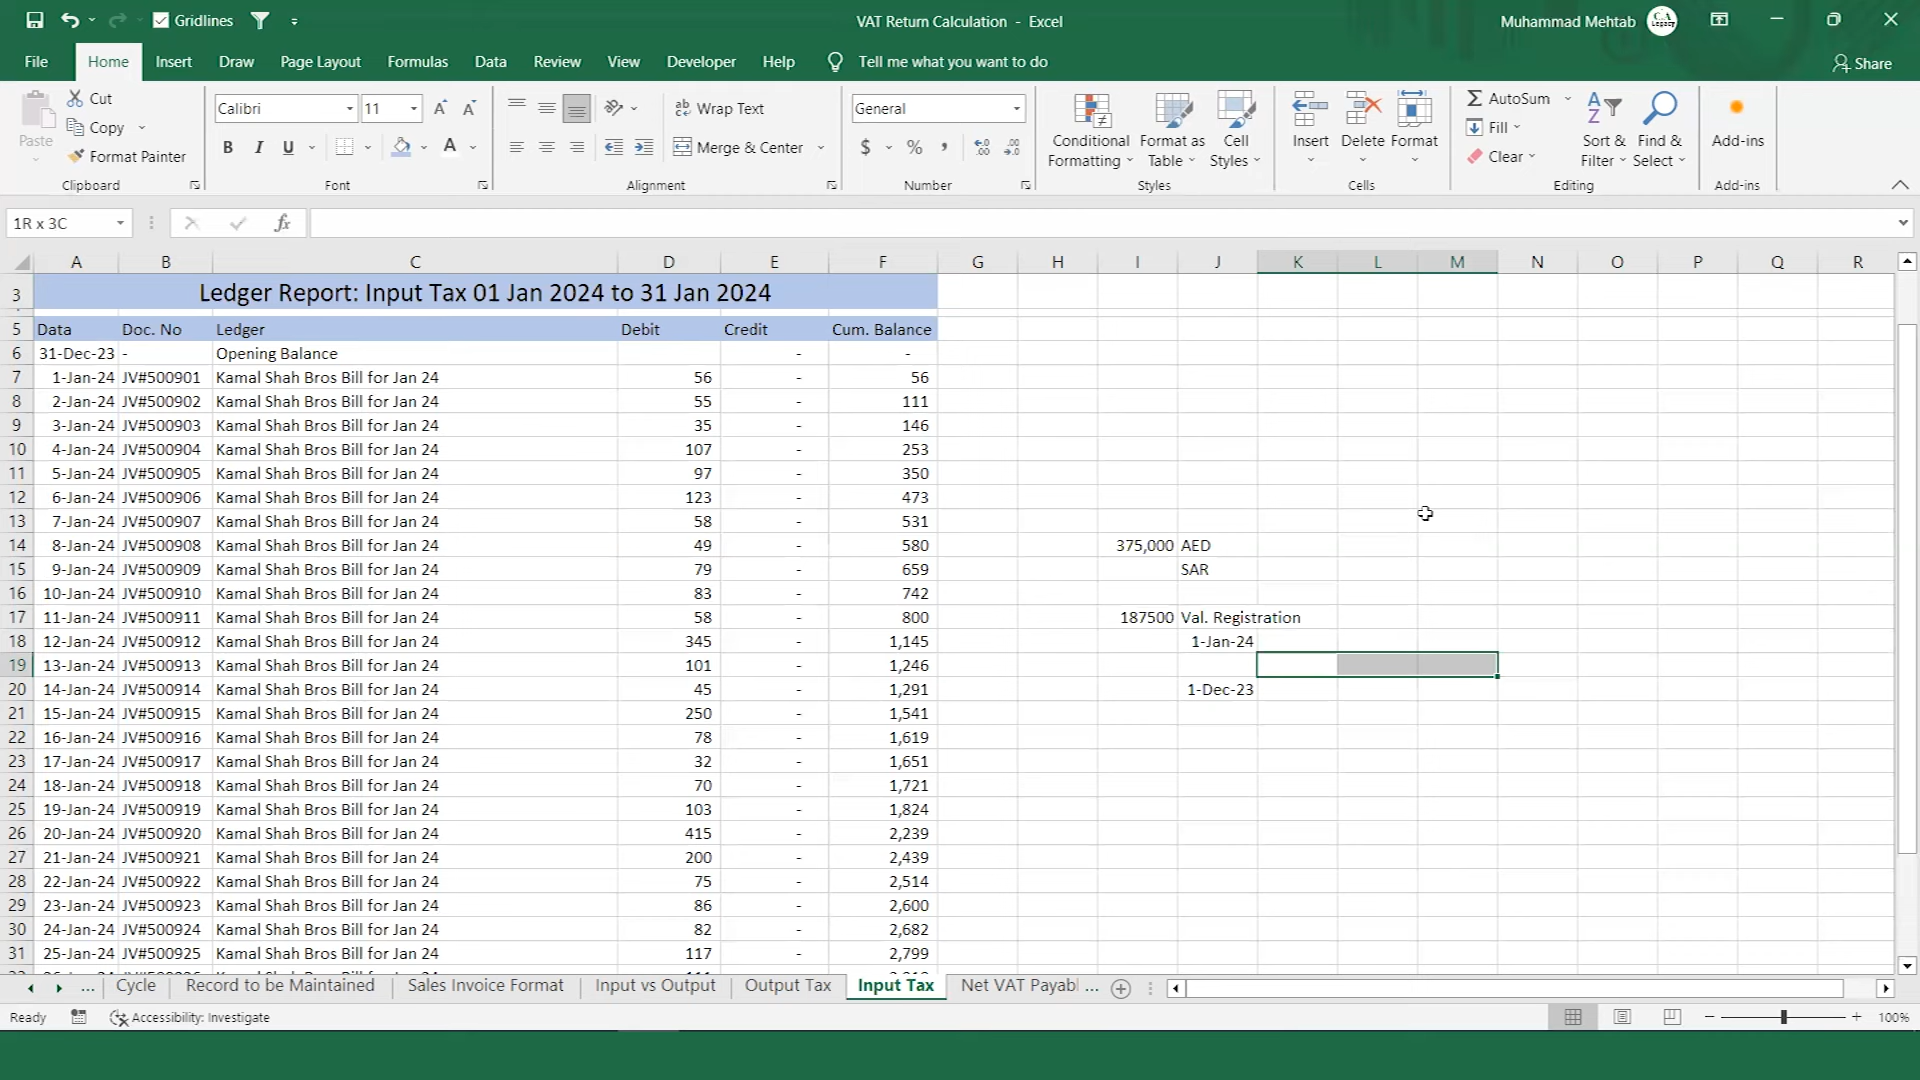 Gridlines
VAT Return Calculation - Excel
Muhammad Mehtab
File Home Insert Draw Page Layout Formulas Data Review View Developer Help Tell me what you want to do Share
Paste Cut Copy Format Painter Clipboard
Calibri 11 B I U Font
Wrap Text Merge & Center Alignment
General $ % , Number
Conditional Formatting Format as Table Cell Styles Styles
Insert Delete Format Cells
AutoSum Fill Clear Sort & Filter Find & Select Editing
Add-ins Add-ins
1R x 3C fx
A B C D E F G H I J K L M N O P Q R
3 Ledger Report: Input Tax 01 Jan 2024 to 31 Jan 2024
5 Data Doc. No Ledger Debit Credit Cum. Balance
6 31-Dec-23 - Opening Balance - -
7 1-Jan-24 JV#500901 Kamal Shah Bros Bill for Jan 24 56 - 56
8 2-Jan-24 JV#500902 Kamal Shah Bros Bill for Jan 24 55 - 111
9 3-Jan-24 JV#500903 Kamal Shah Bros Bill for Jan 24 35 - 146
10 4-Jan-24 JV#500904 Kamal Shah Bros Bill for Jan 24 107 - 253
11 5-Jan-24 JV#500905 Kamal Shah Bros Bill for Jan 24 97 - 350
12 6-Jan-24 JV#500906 Kamal Shah Bros Bill for Jan 24 123 - 473
13 7-Jan-24 JV#500907 Kamal Shah Bros Bill for Jan 24 58 - 531
14 8-Jan-24 JV#500908 Kamal Shah Bros Bill for Jan 24 49 - 580 375,000 AED
15 9-Jan-24 JV#500909 Kamal Shah Bros Bill for Jan 24 79 - 659 SAR
16 10-Jan-24 JV#500910 Kamal Shah Bros Bill for Jan 24 83 - 742
17 11-Jan-24 JV#500911 Kamal Shah Bros Bill for Jan 24 58 - 800 187500 Val. Registration
18 12-Jan-24 JV#500912 Kamal Shah Bros Bill for Jan 24 345 - 1,145 1-Jan-24
19 13-Jan-24 JV#500913 Kamal Shah Bros Bill for Jan 24 101 - 1,246
20 14-Jan-24 JV#500914 Kamal Shah Bros Bill for Jan 24 45 - 1,291 1-Dec-23
21 15-Jan-24 JV#500915 Kamal Shah Bros Bill for Jan 24 250 - 1,541
22 16-Jan-24 JV#500916 Kamal Shah Bros Bill for Jan 24 78 - 1,619
23 17-Jan-24 JV#500917 Kamal Shah Bros Bill for Jan 24 32 - 1,651
24 18-Jan-24 JV#500918 Kamal Shah Bros Bill for Jan 24 70 - 1,721
25 19-Jan-24 JV#500919 Kamal Shah Bros Bill for Jan 24 103 - 1,824
26 20-Jan-24 JV#500920 Kamal Shah Bros Bill for Jan 24 415 - 2,239
27 21-Jan-24 JV#500921 Kamal Shah Bros Bill for Jan 24 200 - 2,439
28 22-Jan-24 JV#500922 Kamal Shah Bros Bill for Jan 24 75 - 2,514
29 23-Jan-24 JV#500923 Kamal Shah Bros Bill for Jan 24 86 - 2,600
30 24-Jan-24 JV#500924 Kamal Shah Bros Bill for Jan 24 82 - 2,682
31 25-Jan-24 JV#500925 Kamal Shah Bros Bill for Jan 24 117 - 2,799
... Cycle Record to be Maintained Sales Invoice Format Input vs Output Output Tax Input Tax Net VAT Payabl ...
Ready Accessibility: Investigate 100%